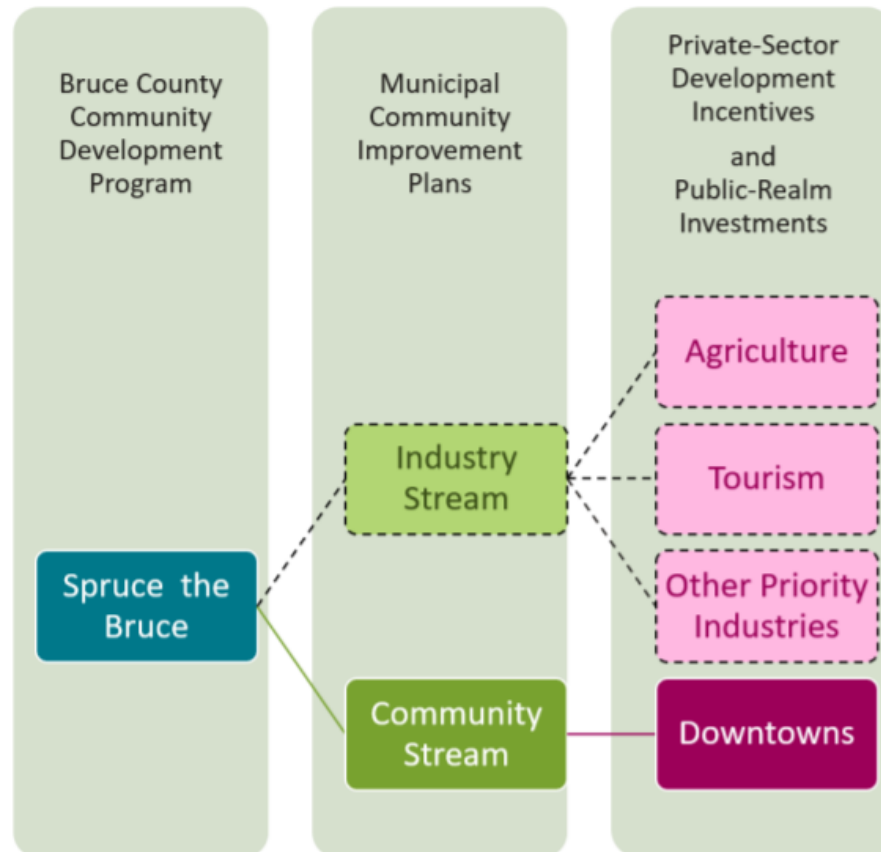 Bruce County
Community
Development
Program
Municipal
Community
Improvement
Plans
Private-Sector
Development
Incentives
and
Public-Realm
Investments
Agriculture
Industry
Stream
Tourism
Spruce the
Bruce
Other Priority
Industries
Community
Stream
Downtowns